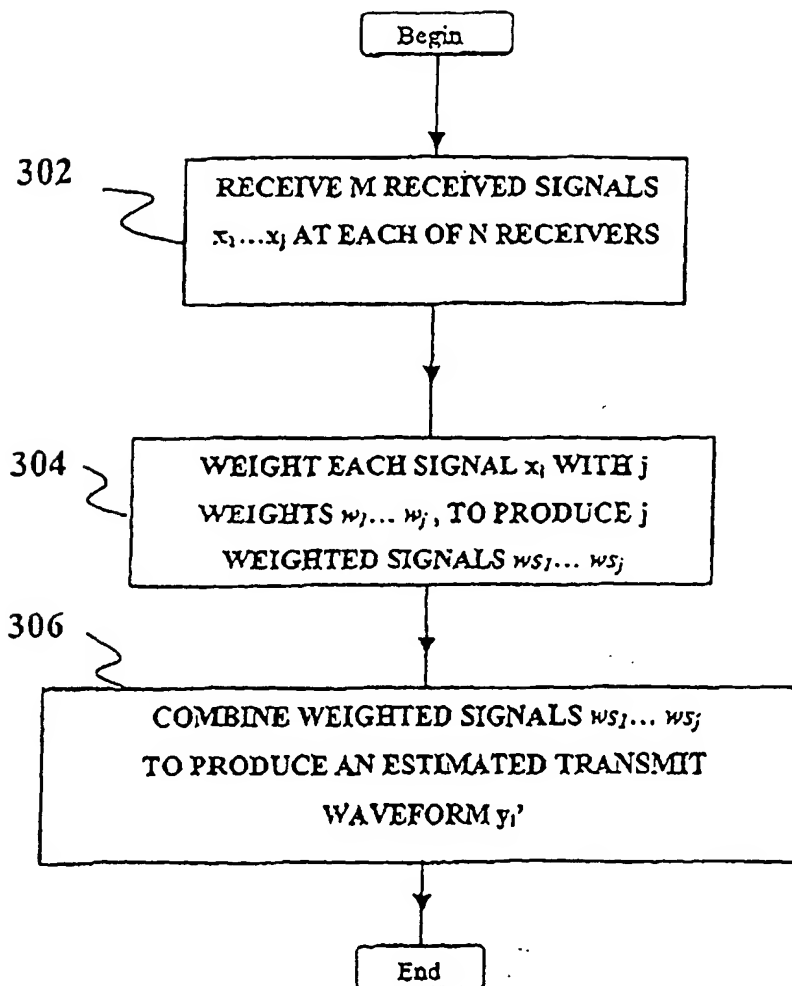 Begin
302
RECEIVE M RECEIVED SIGNALS
x₁...xⱼ AT EACH OF N RECEIVERS
304
WEIGHT EACH SIGNAL xᵢ WITH j
WEIGHTS w₁... wⱼ, TO PRODUCE j
WEIGHTED SIGNALS ws₁... wsⱼ
306
COMBINE WEIGHTED SIGNALS ws₁... wsⱼ
TO PRODUCE AN ESTIMATED TRANSMIT
WAVEFORM yᵢ’
End